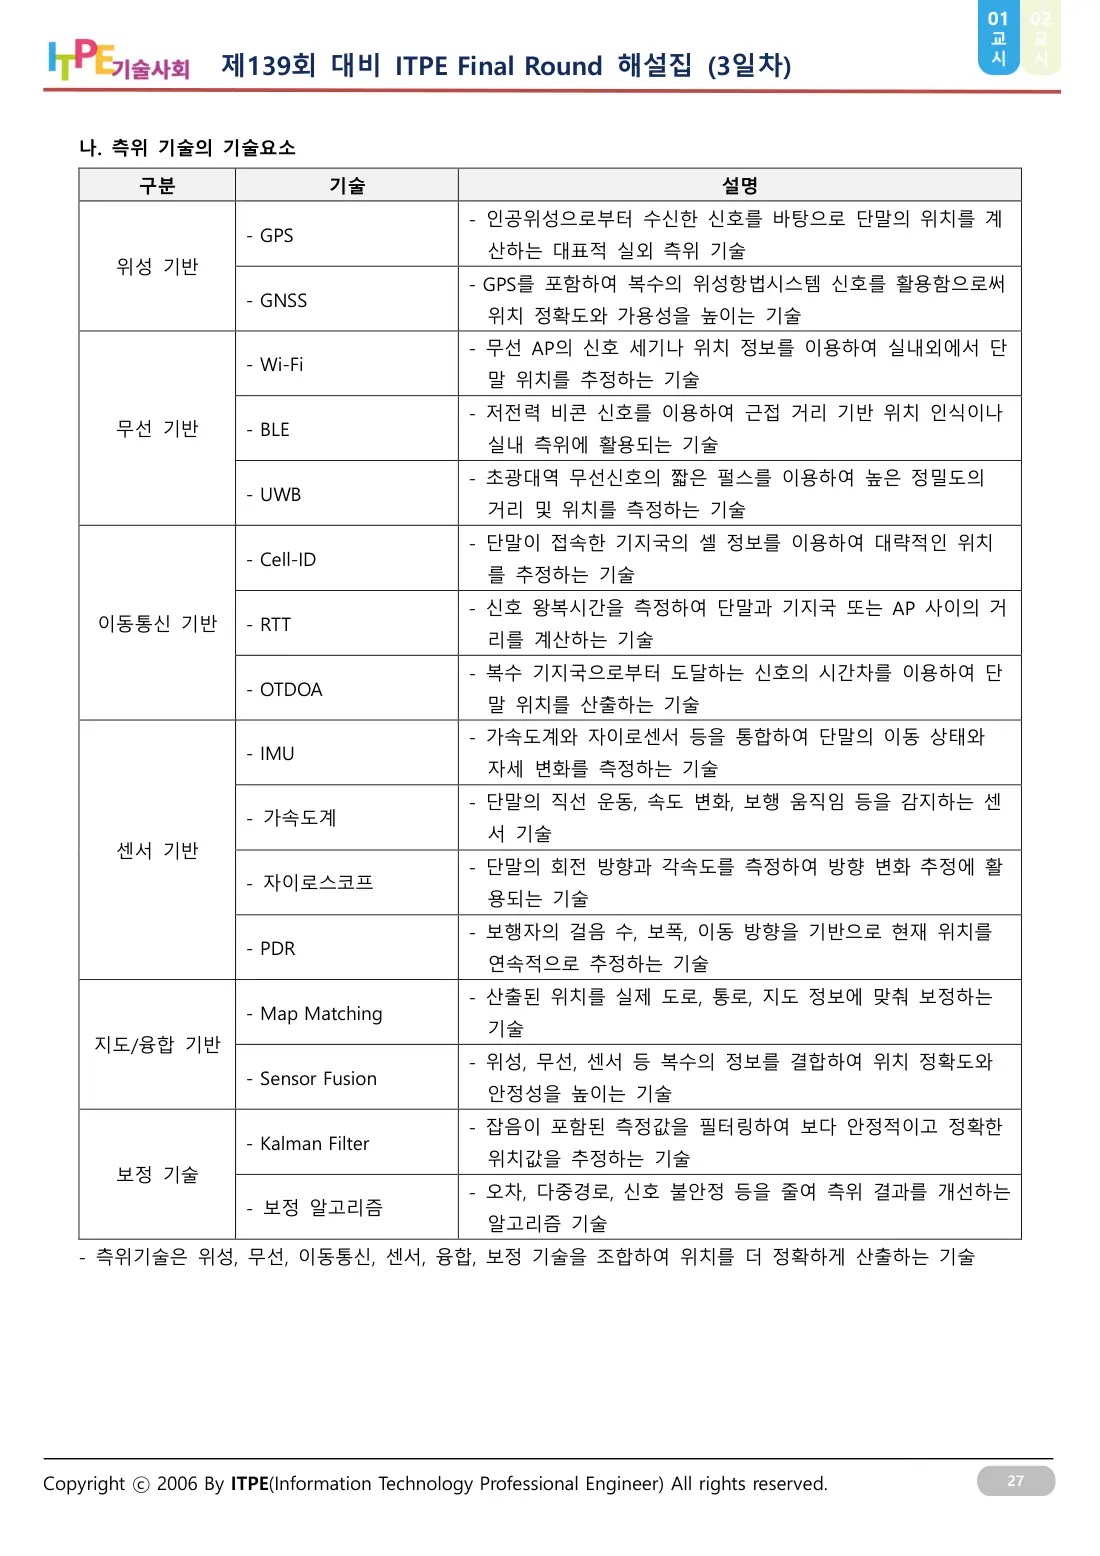 01
교
시
02
교
시
ITPE기술사회 제139회 대비 ITPE Final Round 해설집 (3일차)
나. 측위 기술의 기술요소
구분 기술 설명
위성 기반
- GPS
- 인공위성으로부터 수신한 신호를 바탕으로 단말의 위치를 계
산하는 대표적 실외 측위 기술
- GNSS
- GPS를 포함하여 복수의 위성항법시스템 신호를 활용함으로써
위치 정확도와 가용성을 높이는 기술
무선 기반
- Wi-Fi
- 무선 AP의 신호 세기나 위치 정보를 이용하여 실내외에서 단
말 위치를 추정하는 기술
- BLE
- 저전력 비콘 신호를 이용하여 근접 거리 기반 위치 인식이나
실내 측위에 활용되는 기술
- UWB
- 초광대역 무선신호의 짧은 펄스를 이용하여 높은 정밀도의
거리 및 위치를 측정하는 기술
이동통신 기반
- Cell-ID
- 단말이 접속한 기지국의 셀 정보를 이용하여 대략적인 위치
를 추정하는 기술
- RTT
- 신호 왕복시간을 측정하여 단말과 기지국 또는 AP 사이의 거
리를 계산하는 기술
- OTDOA
- 복수 기지국으로부터 도달하는 신호의 시간차를 이용하여 단
말 위치를 산출하는 기술
센서 기반
- IMU
- 가속도계와 자이로센서 등을 통합하여 단말의 이동 상태와
자세 변화를 측정하는 기술
- 가속도계
- 단말의 직선 운동, 속도 변화, 보행 움직임 등을 감지하는 센
서 기술
- 자이로스코프
- 단말의 회전 방향과 각속도를 측정하여 방향 변화 추정에 활
용되는 기술
- PDR
- 보행자의 걸음 수, 보폭, 이동 방향을 기반으로 현재 위치를
연속적으로 추정하는 기술
지도/융합 기반
- Map Matching
- 산출된 위치를 실제 도로, 통로, 지도 정보에 맞춰 보정하는
기술
- Sensor Fusion
- 위성, 무선, 센서 등 복수의 정보를 결합하여 위치 정확도와
안정성을 높이는 기술
보정 기술
- Kalman Filter
- 잡음이 포함된 측정값을 필터링하여 보다 안정적이고 정확한
위치값을 추정하는 기술
- 보정 알고리즘
- 오차, 다중경로, 신호 불안정 등을 줄여 측위 결과를 개선하는
알고리즘 기술
- 측위기술은 위성, 무선, 이동통신, 센서, 융합, 보정 기술을 조합하여 위치를 더 정확하게 산출하는 기술
Copyright ⓒ 2006 By ITPE(Information Technology Professional Engineer) All rights reserved.
27